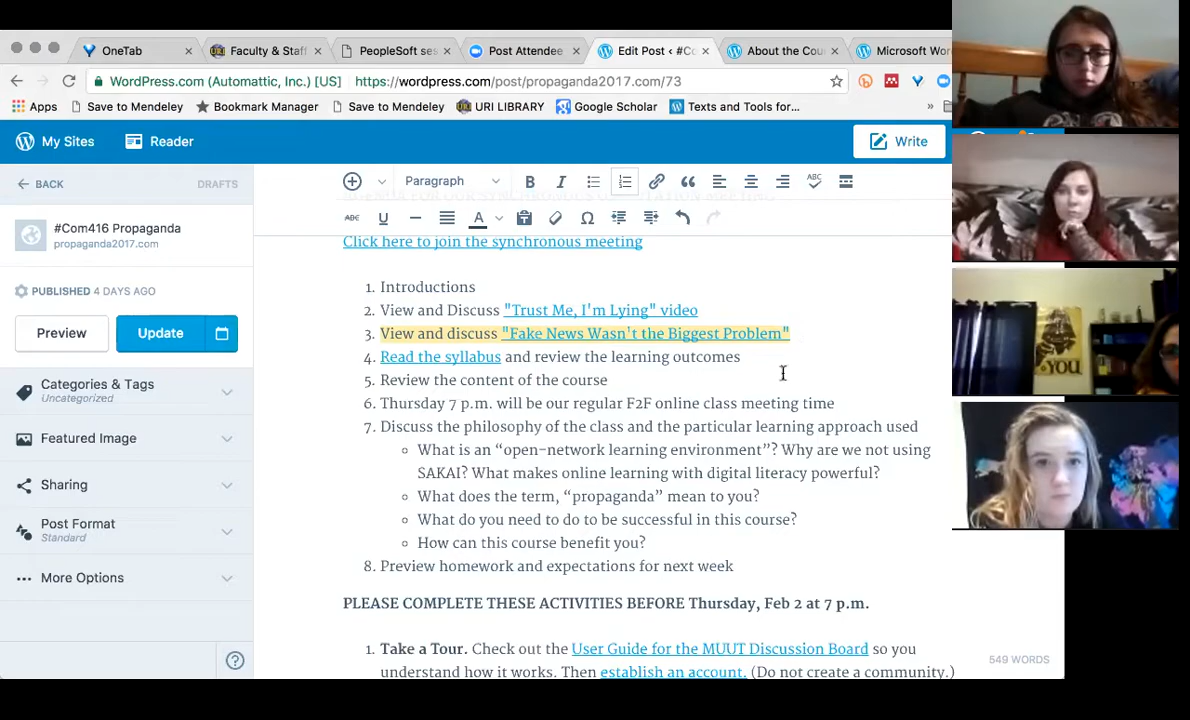 OneTab
Faculty & Staff
PeopleSoft ses
Post Attendee
Edit Post ‹ #Co
About the Cou
Microsoft Wor
WordPress.com (Automattic, Inc.) [US]
https://wordpress.com/post/propaganda2017.com/73
Apps
Save to Mendeley
Bookmark Manager
Save to Mendeley
URI LIBRARY
Google Scholar
Texts and Tools for...
»
My Sites
Reader
Write
BACK
DRAFTS
Paragraph
B
I
ABC
#Com416 Propaganda
propaganda2017.com
ABC
U
A
Ω
PUBLISHED 4 DAYS AGO
Preview
Update
Categories & Tags
Uncategorized
Featured Image
Sharing
Post Format
Standard
More Options
Click here to join the synchronous meeting
1. Introductions
2. View and Discuss "Trust Me, I'm Lying" video
3. View and discuss "Fake News Wasn't the Biggest Problem"
4. Read the syllabus and review the learning outcomes
5. Review the content of the course
6. Thursday 7 p.m. will be our regular F2F online class meeting time
7. Discuss the philosophy of the class and the particular learning approach used
What is an “open-network learning environment”? Why are we not using
SAKAI? What makes online learning with digital literacy powerful?
What does the term, “propaganda” mean to you?
What do you need to do to be successful in this course?
How can this course benefit you?
8. Preview homework and expectations for next week
PLEASE COMPLETE THESE ACTIVITIES BEFORE Thursday, Feb 2 at 7 p.m.
1. Take a Tour. Check out the User Guide for the MUUT Discussion Board so you
understand how it works. Then establish an account. (Do not create a community.)
549 WORDS